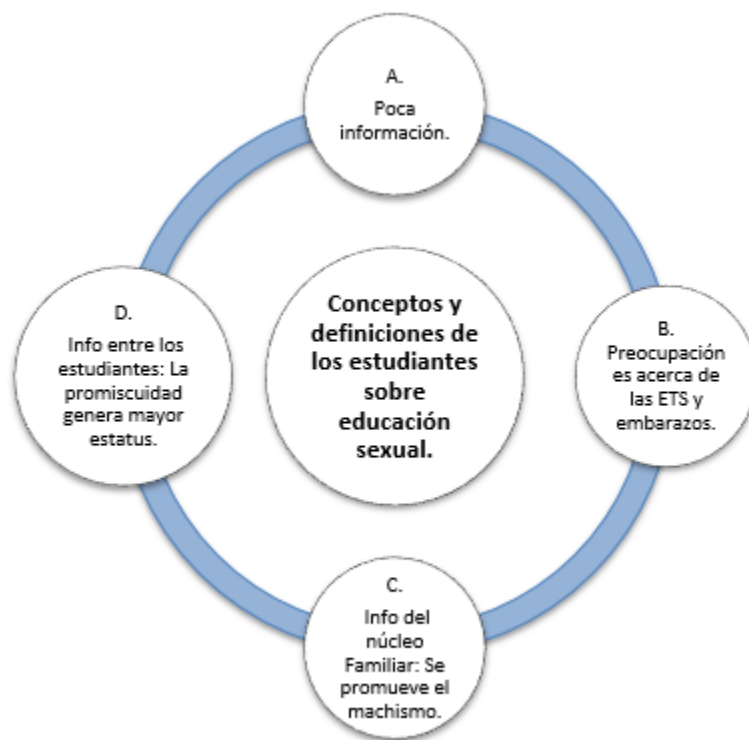 A.
Poca
información.
Conceptos y
definiciones de
los estudiantes
sobre
educación
sexual.
B.
Preocupación
es acerca de
las ETS y
embarazos.
C.
Info del
núcleo
Familiar: Se
promueve el
machismo.
D.
Info entre los
estudiantes: La
promiscuidad
genera mayor
estatus.